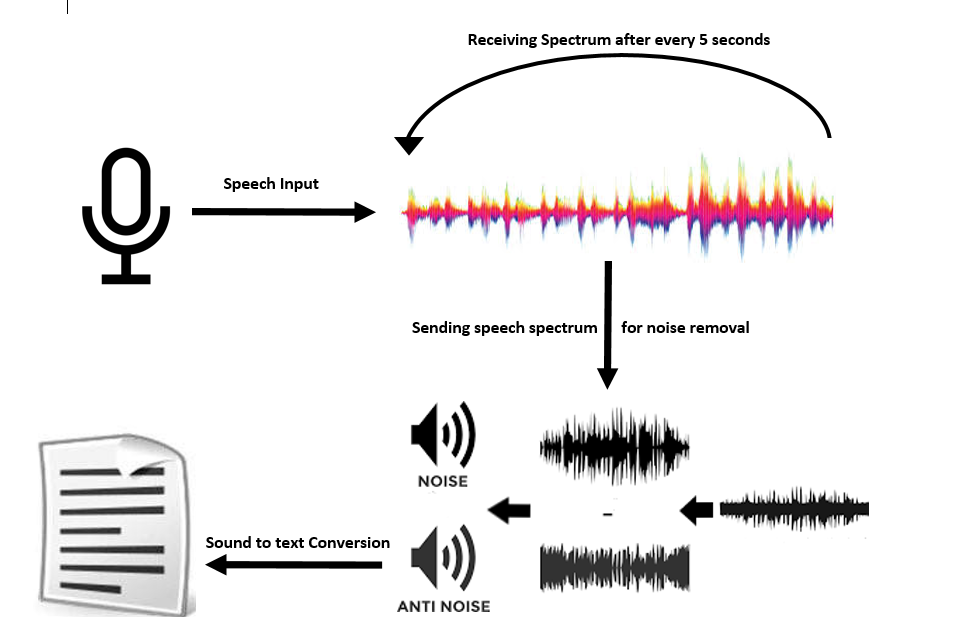 Receiving Spectrum after every 5 seconds
Speech Input
Sending speech spectrum for noise removal
NOISE
-
Sound to text Conversion
ANTI NOISE